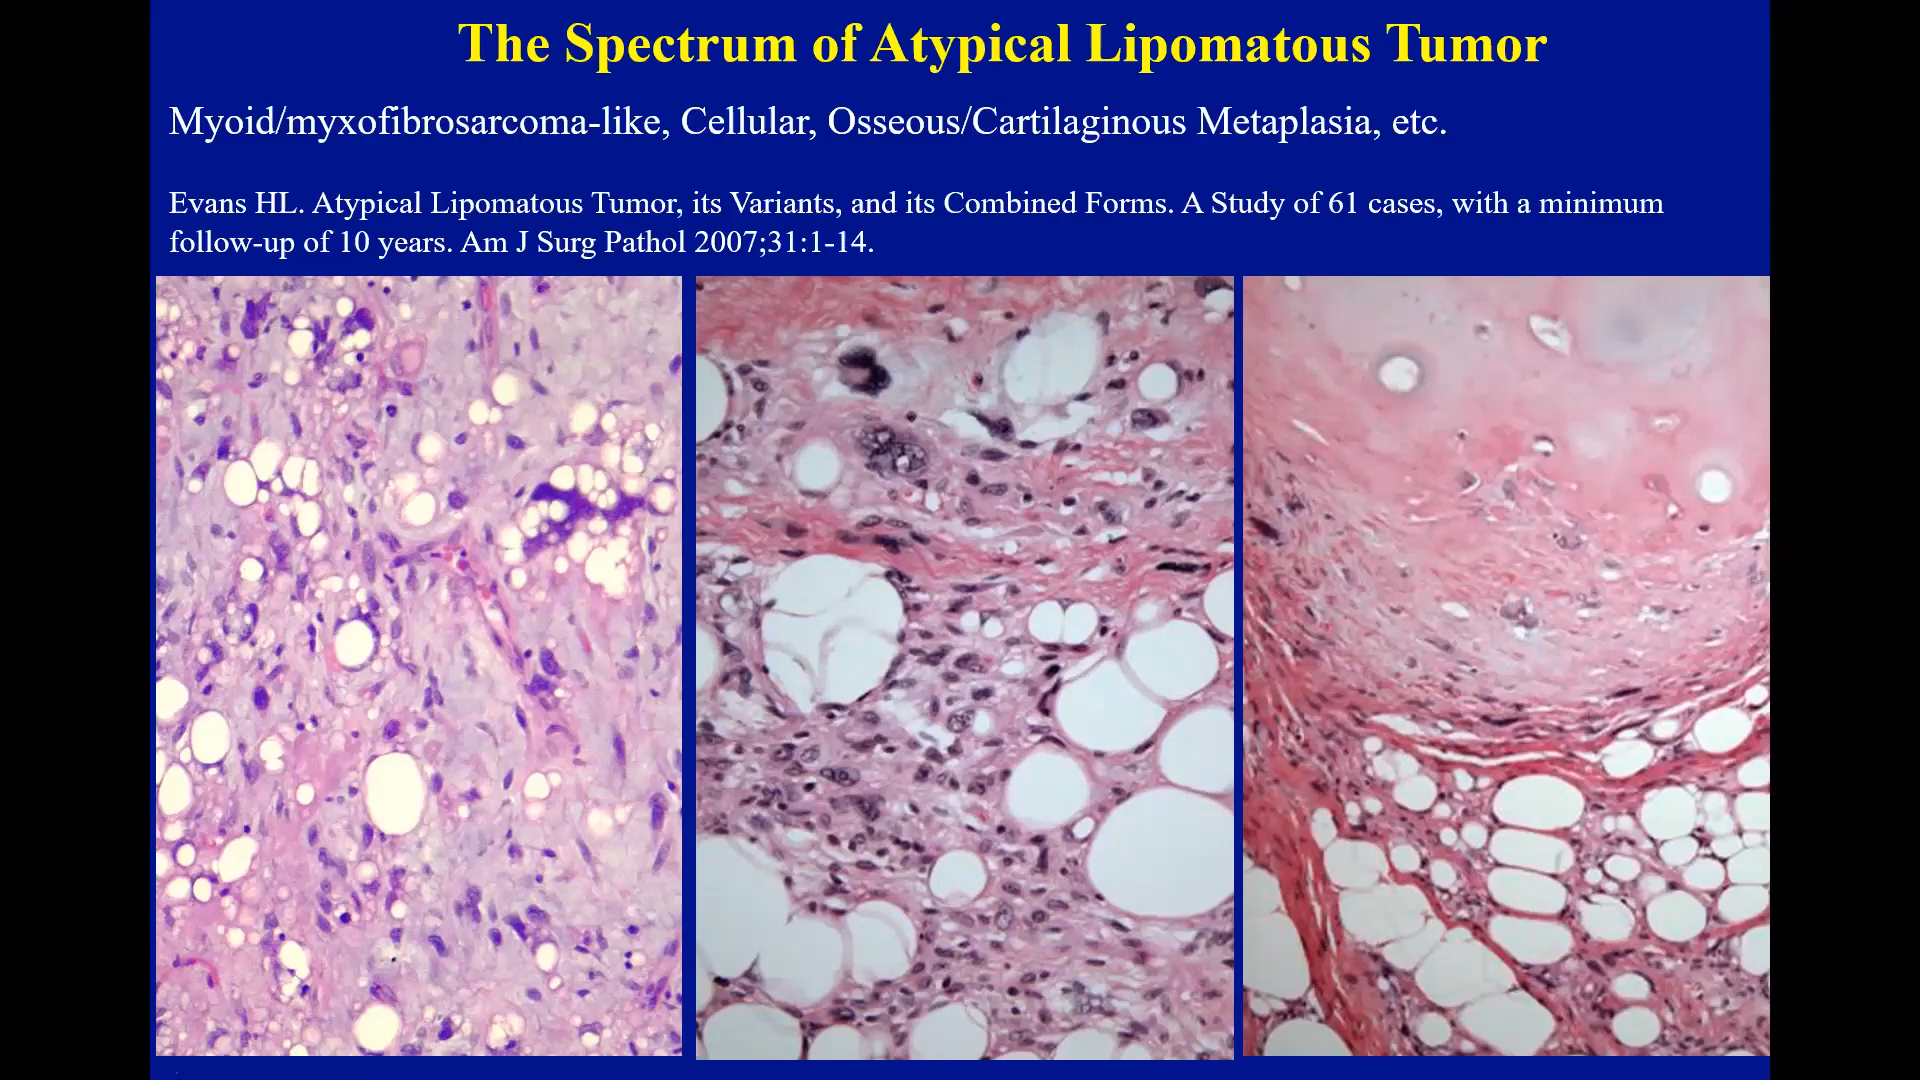 The Spectrum of Atypical Lipomatous Tumor
Myoid/myxofibrosarcoma-like, Cellular, Osseous/Cartilaginous Metaplasia, etc.
Evans HL. Atypical Lipomatous Tumor, its Variants, and its Combined Forms. A Study of 61 cases, with a minimum
follow-up of 10 years. Am J Surg Pathol 2007;31:1-14.